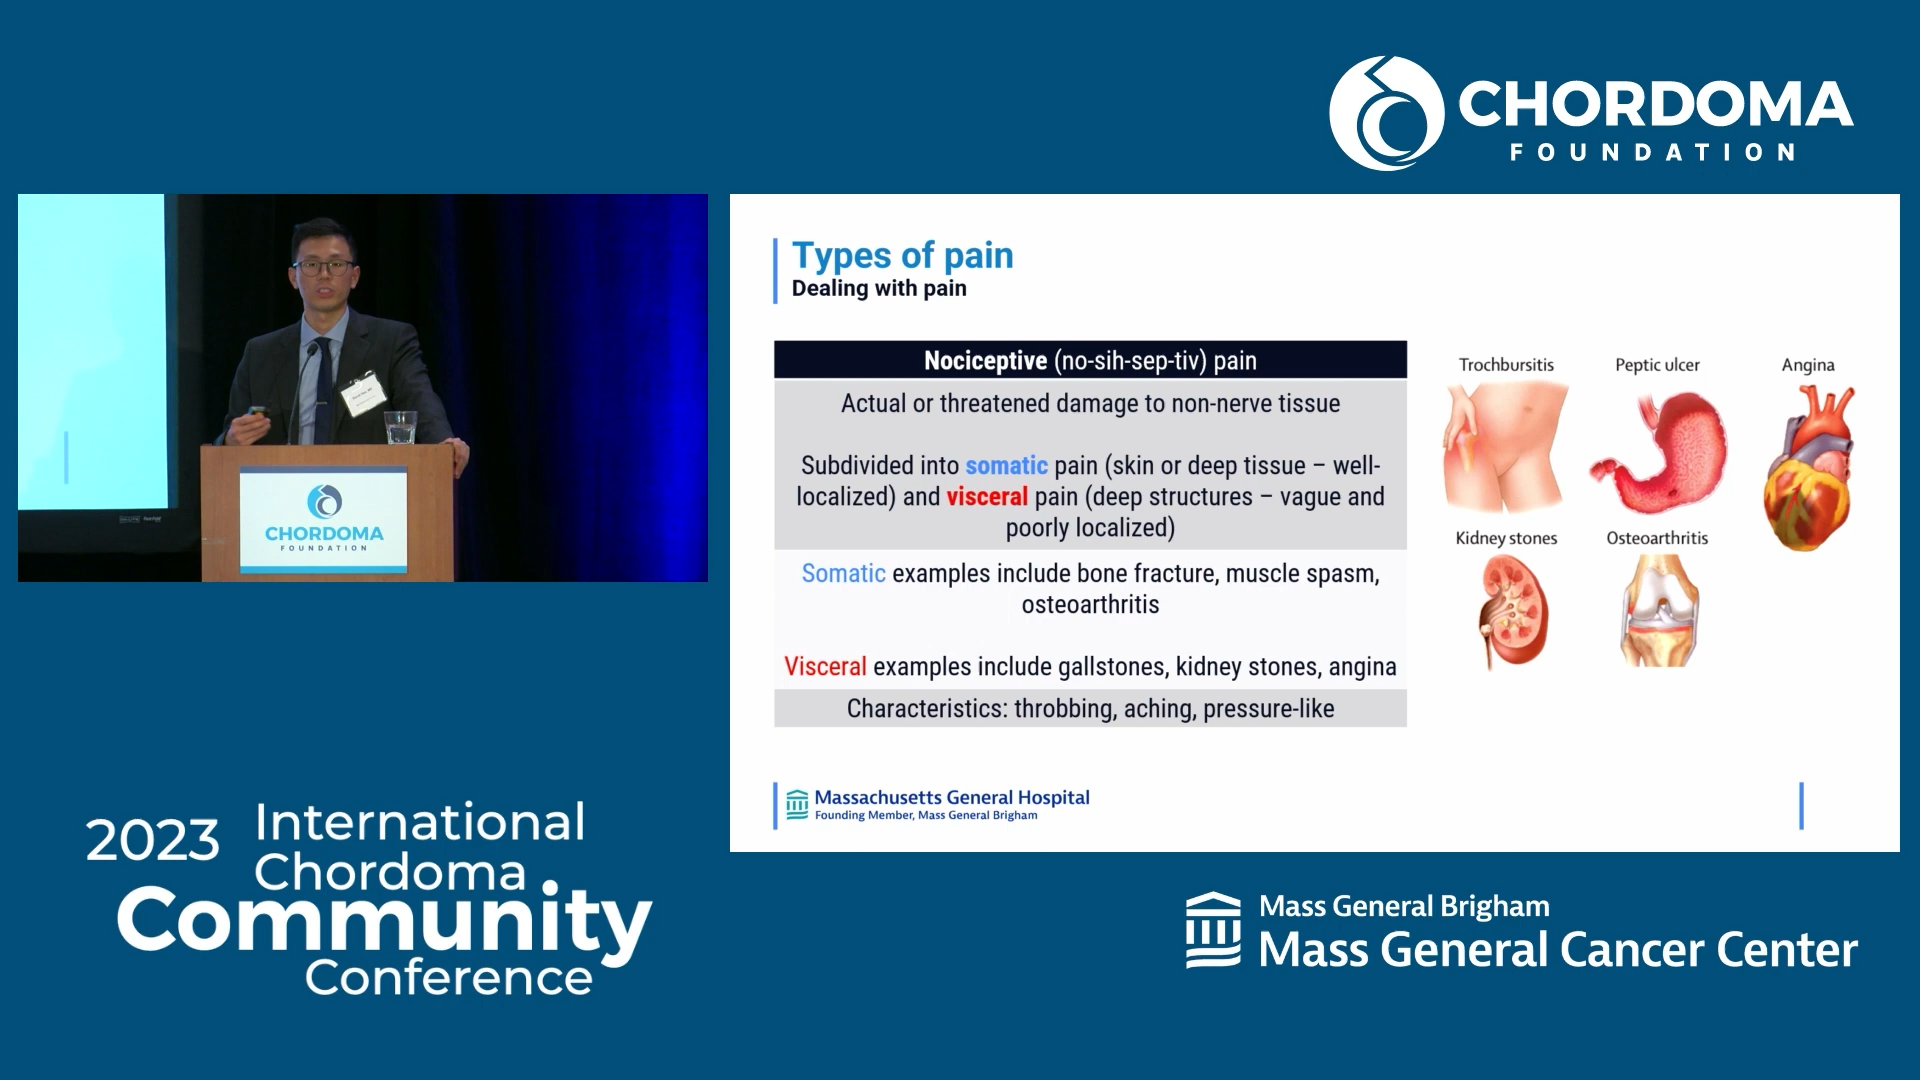 CHORDOMA
FOUNDATION
Types of pain
Dealing with pain
Nociceptive (no-sih-sep-tiv) pain
Actual or threatened damage to non-nerve tissue
Subdivided into somatic pain (skin or deep tissue – well-
localized) and visceral pain (deep structures – vague and
poorly localized)
Somatic examples include bone fracture, muscle spasm,
osteoarthritis
Visceral examples include gallstones, kidney stones, angina
Characteristics: throbbing, aching, pressure-like
Trochbursitis
Peptic ulcer
Angina
Kidney stones
Osteoarthritis
Massachusetts General Hospital
Founding Member, Mass General Brigham
CHORDOMA
FOUNDATION
2023 International
Chordoma
Community
Conference
Mass General Brigham
Mass General Cancer Center